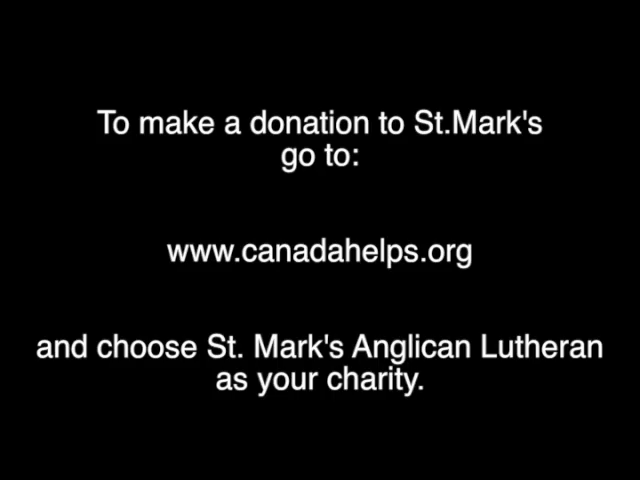 To make a donation to St.Mark's
go to:
www.canadahelps.org
and choose St. Mark's Anglican Lutheran
as your charity.